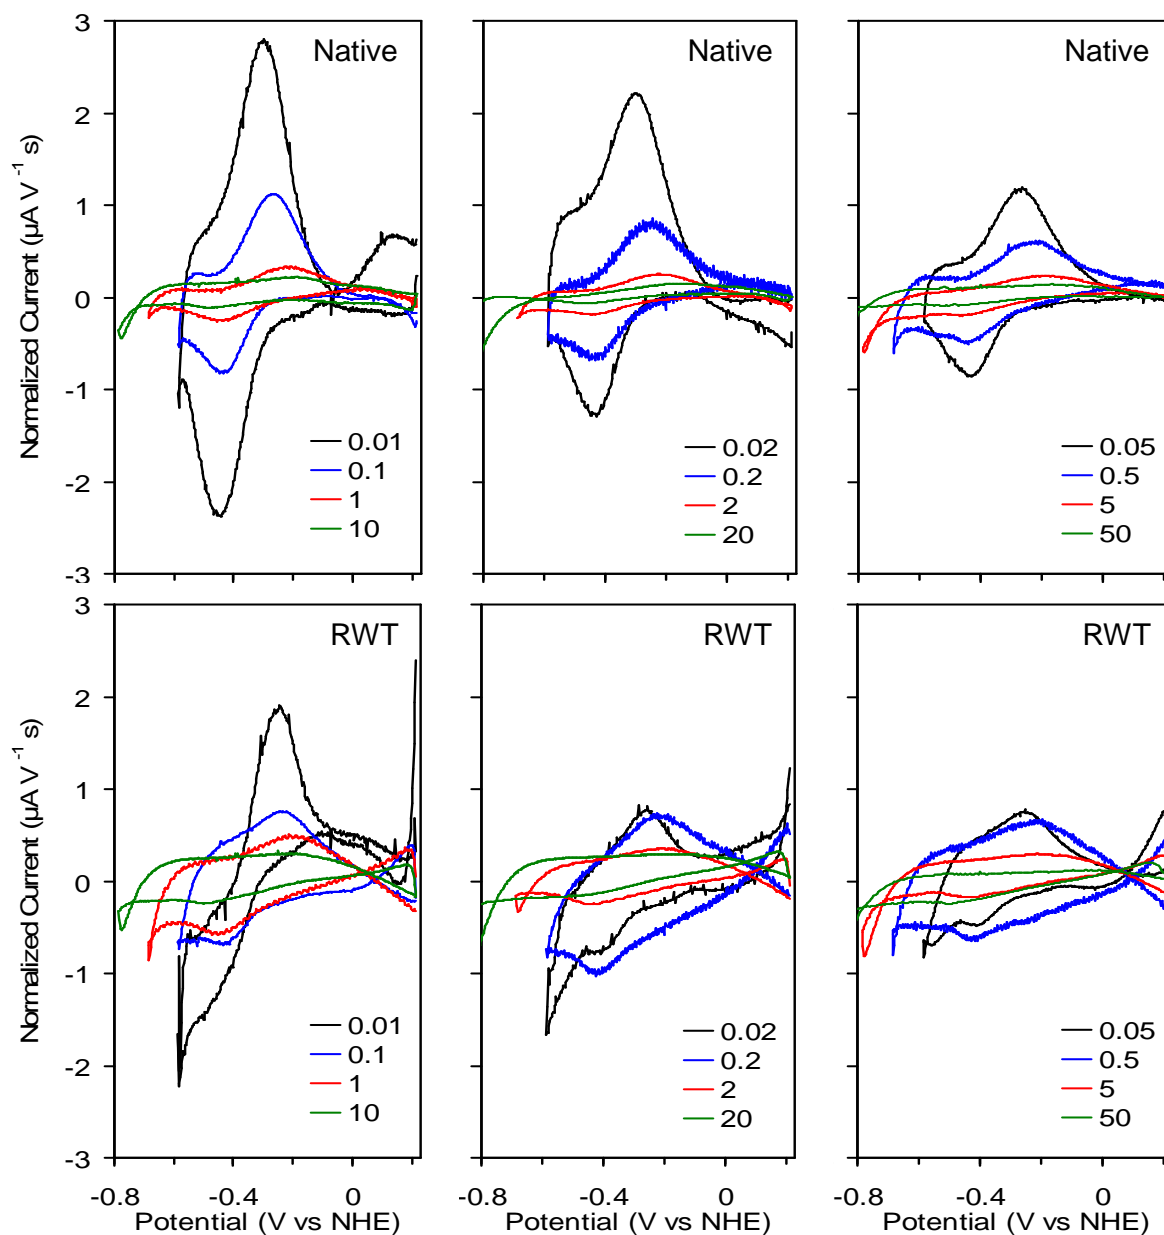 3
2
1
0
-1
-2
-3
Normalized Current (µA V⁻¹ s)
Native
0.01
0.1
1
10
Native
0.02
0.2
2
20
Native
0.05
0.5
5
50
3
2
1
0
-1
-2
-3
Normalized Current (µA V⁻¹ s)
RWT
0.01
0.1
1
10
RWT
0.02
0.2
2
20
RWT
0.05
0.5
5
50
-0.8 -0.4 0
Potential (V vs NHE)
-0.8 -0.4 0
Potential (V vs NHE)
-0.8 -0.4 0
Potential (V vs NHE)